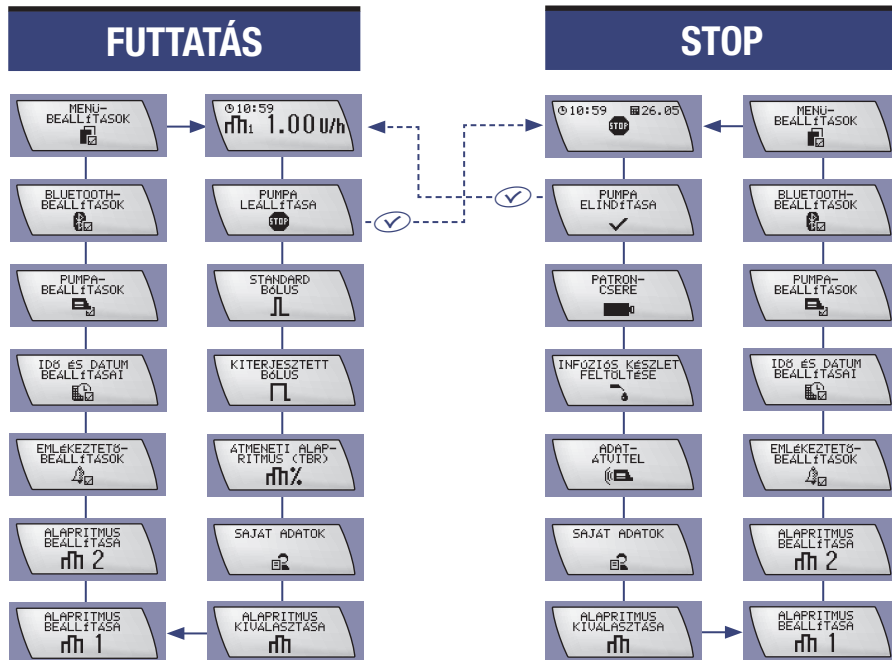 FUTTATÁS
STOP
MENÜ-
BEÁLLÍTÁSOK
10:59
1 1.00 U/h
10:59 26.05
STOP
MENÜ-
BEÁLLÍTÁSOK
BLUETOOTH-
BEÁLLÍTÁSOK
PUMPA
LEÁLLÍTÁSA
STOP
PUMPA
ELINDÍTÁSA
BLUETOOTH-
BEÁLLÍTÁSOK
PUMPA-
BEÁLLÍTÁSOK
STANDARD
BÓLUS
PATRON-
CSERE
PUMPA-
BEÁLLÍTÁSOK
IDŐ ÉS DÁTUM
BEÁLLÍTÁSAI
KITERJESZTETT
BÓLUS
INFÚZIÓS KÉSZLET
FELTÖLTÉSE
IDŐ ÉS DÁTUM
BEÁLLÍTÁSAI
EMLÉKEZTETŐ-
BEÁLLÍTÁSOK
ÁTMENETI ALAP-
RITMUS (TBR)
%
ADAT-
ÁTVITEL
EMLÉKEZTETŐ-
BEÁLLÍTÁSOK
ALAPRITMUS
BEÁLLÍTÁSA
2
SAJÁT ADATOK
SAJÁT ADATOK
ALAPRITMUS
BEÁLLÍTÁSA
2
ALAPRITMUS
BEÁLLÍTÁSA
1
ALAPRITMUS
KIVÁLASZTÁSA
ALAPRITMUS
KIVÁLASZTÁSA
ALAPRITMUS
BEÁLLÍTÁSA
1